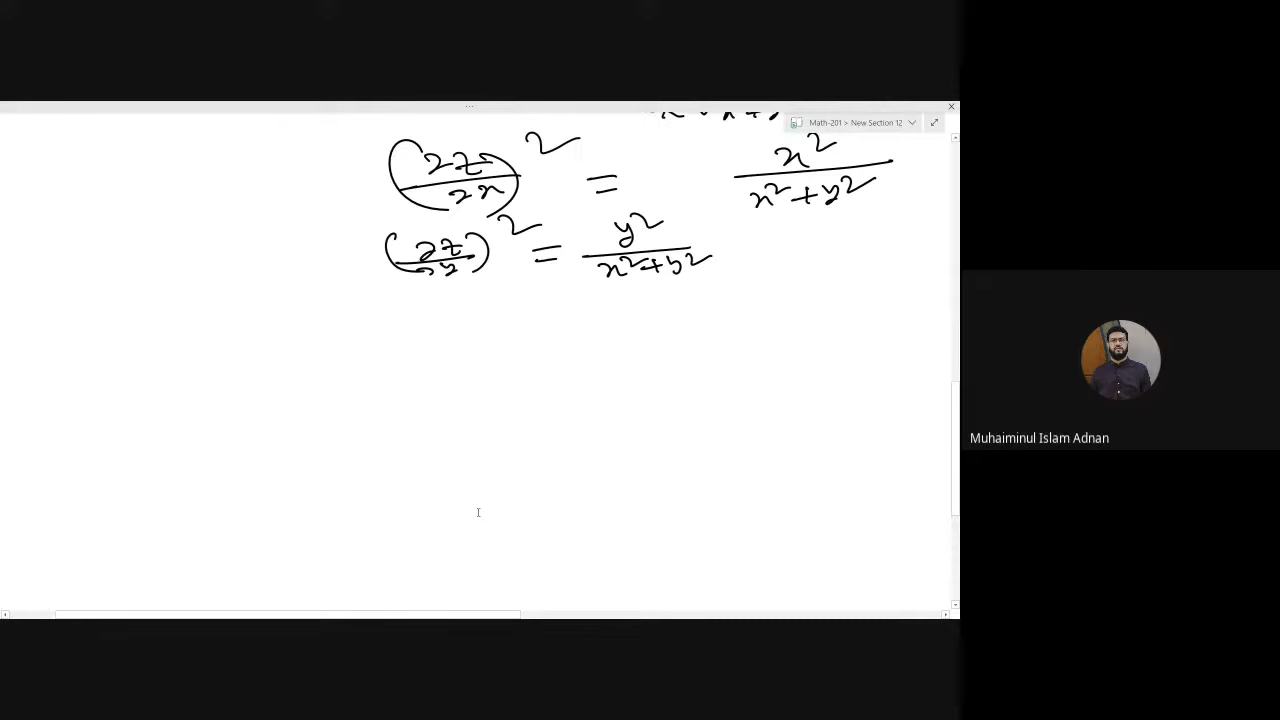 Math-201 > New Section 12
(∂z/∂x)² = x²/(x²+y²)
(∂z/∂y)² = y²/(x²+y²)
Muhaiminul Islam Adnan